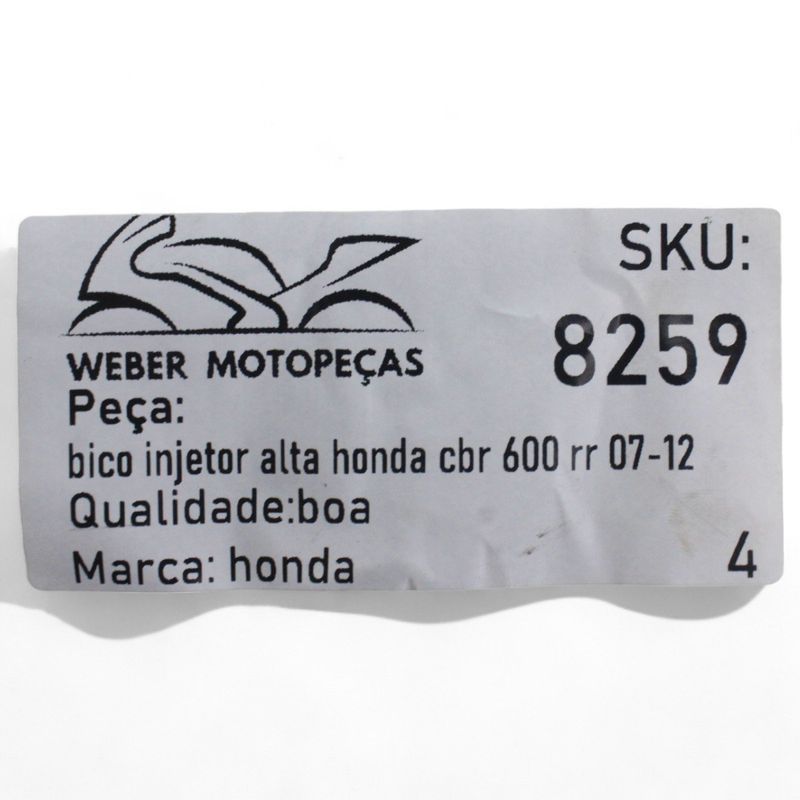 SKU:
8259
WEBER MOTOPEÇAS
Peça:
bico injetor alta honda cbr 600 rr 07-12
Qualidade:boa
Marca: honda
4